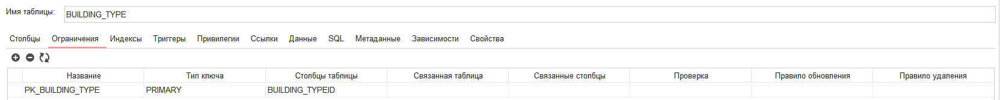 Имя таблицы: BUILDING_TYPE
Столбцы Ограничения Индексы Триггеры Привилегии Ссылки Данные SQL Метаданные Зависимости Свойства
Название Тип ключа Столбцы таблицы Связанная таблица Связанные столбцы Проверка Правило обновления Правило удаления
PK_BUILDING_TYPE PRIMARY BUILDING_TYPEID